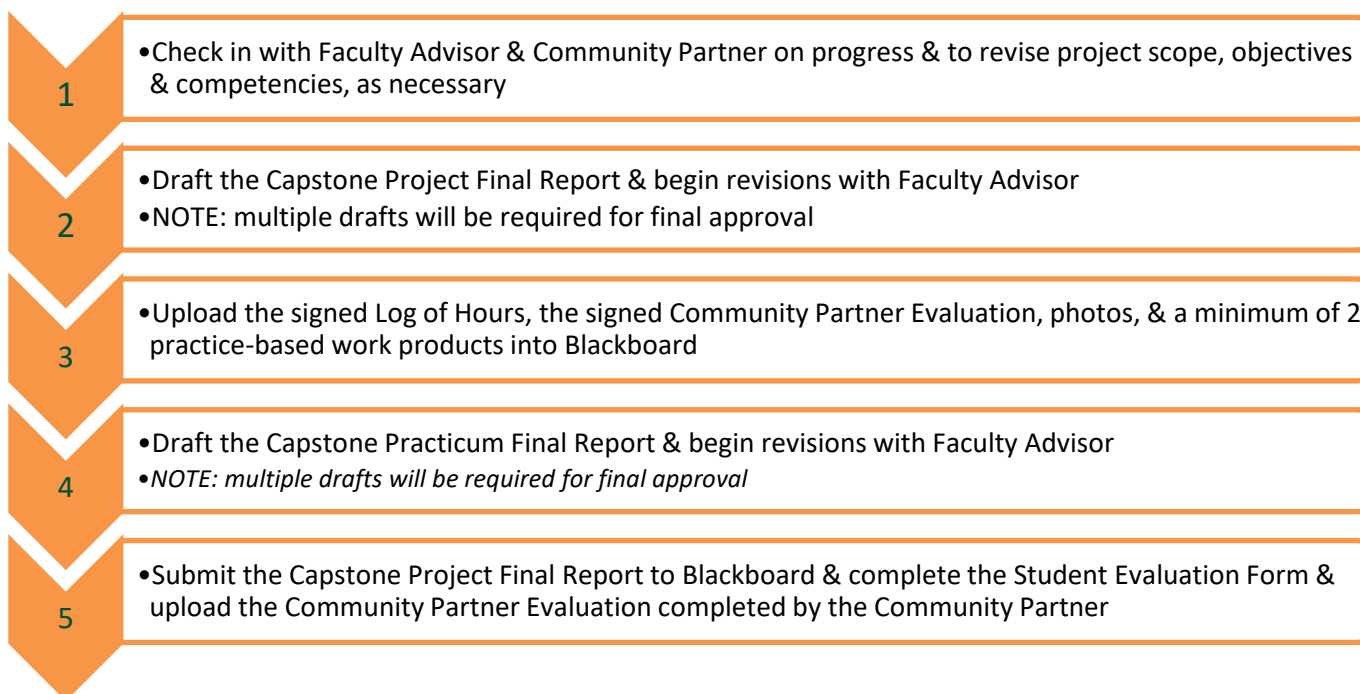 •Check in with Faculty Advisor & Community Partner on progress & to revise project scope, objectives
& competencies, as necessary
1
•Draft the Capstone Project Final Report & begin revisions with Faculty Advisor
•NOTE: multiple drafts will be required for final approval
2
•Upload the signed Log of Hours, the signed Community Partner Evaluation, photos, & a minimum of 2
practice-based work products into Blackboard
3
•Draft the Capstone Practicum Final Report & begin revisions with Faculty Advisor
•NOTE: multiple drafts will be required for final approval
4
•Submit the Capstone Project Final Report to Blackboard & complete the Student Evaluation Form &
upload the Community Partner Evaluation completed by the Community Partner
5